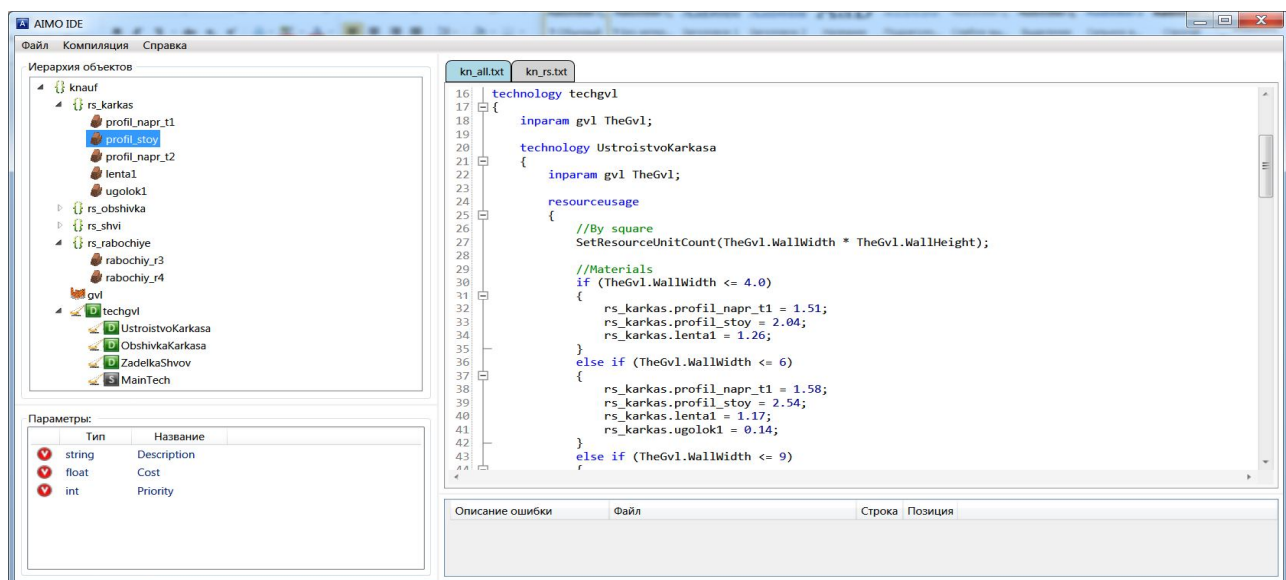 AIMO IDE
Файл Компиляция Справка
Иерархия объектов
knauf
rs_karkas
profil_napr_t1
profil_stoy
profil_napr_t2
lenta1
ugolok1
rs_obshivka
rs_shvi
rs_rabochiye
rabochiy_r3
rabochiy_r4
gvl
D techgvl
D UstroistvoKarkasa
D ObshivkaKarkasa
D ZadelkaShvov
S MainTech
Параметры:
Тип Название
string Description
float Cost
int Priority
kn_all.txt kn_rs.txt
16 technology techgvl
17 {
18 inparam gvl TheGvl;
19
20 technology UstroistvoKarkasa
21 {
22 inparam gvl TheGvl;
23
24 resourceusage
25 {
26 //By square
27 SetResourceUnitCount(TheGvl.WallWidth * TheGvl.WallHeight);
28
29 //Materials
30 if (TheGvl.WallWidth <= 4.0)
31 {
32 rs_karkas.profil_napr_t1 = 1.51;
33 rs_karkas.profil_stoy = 2.04;
34 rs_karkas.lenta1 = 1.26;
35 }
36 else if (TheGvl.WallWidth <= 6)
37 {
38 rs_karkas.profil_napr_t1 = 1.58;
39 rs_karkas.profil_stoy = 2.54;
40 rs_karkas.lenta1 = 1.17;
41 rs_karkas.ugolok1 = 0.14;
42 }
43 else if (TheGvl.WallWidth <= 9)
44 {
Описание ошибки Файл Строка Позиция